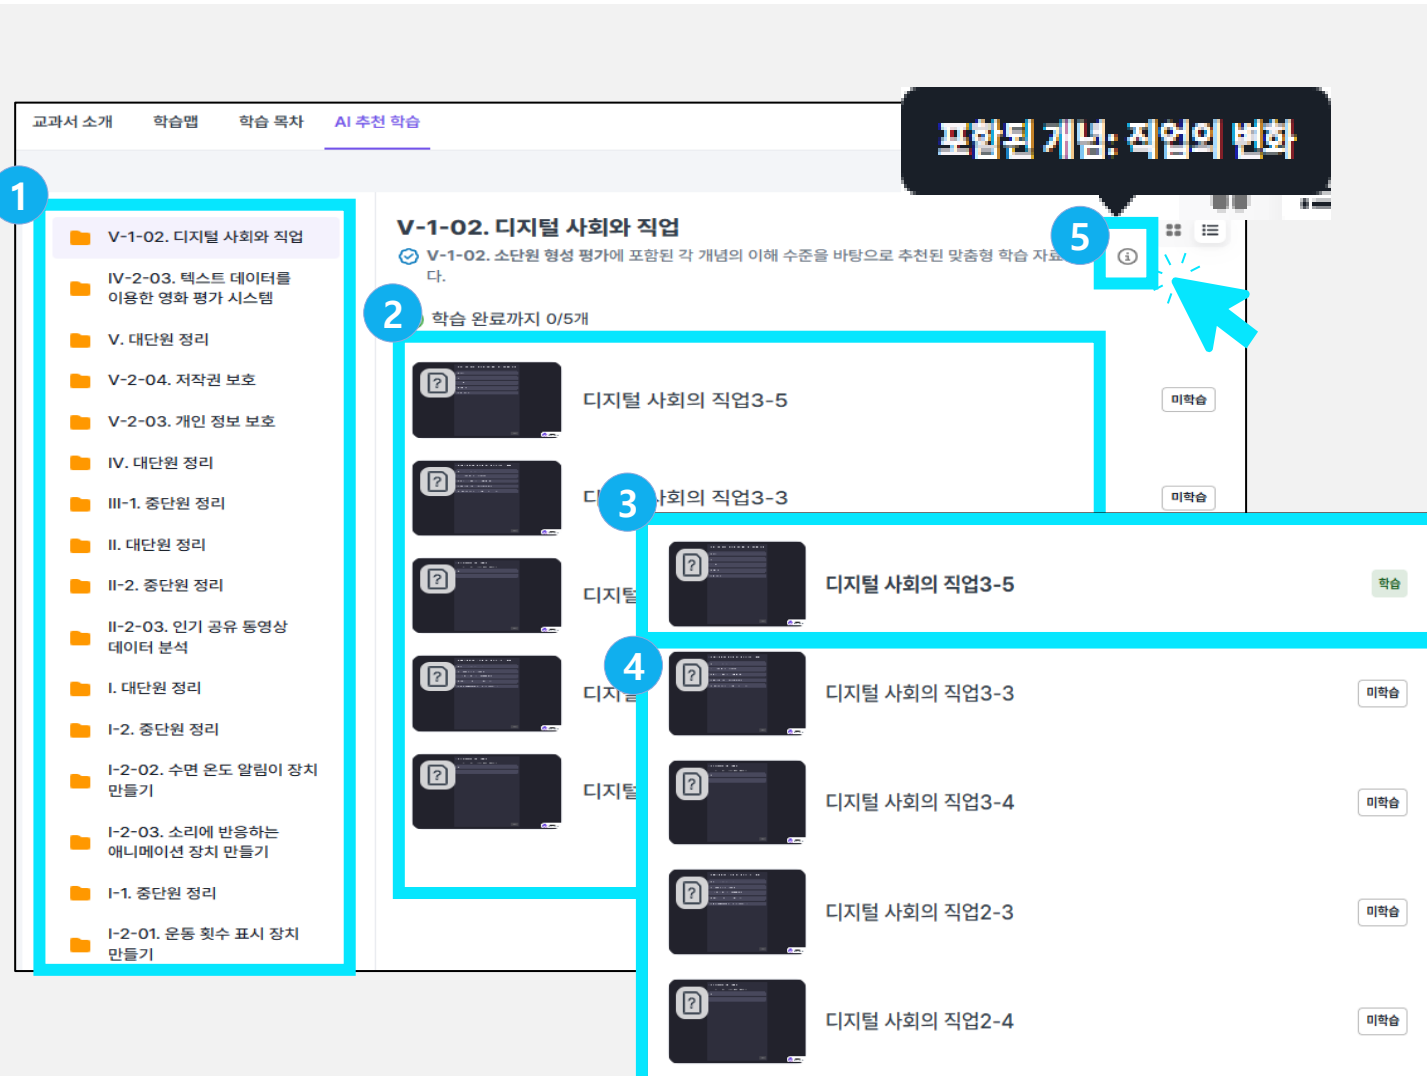 포함된 개념: 직업의 변화
교과서 소개
학습맵
학습 목차
AI 추천 학습
1
V-1-02. 디지털 사회와 직업
IV-2-03. 텍스트 데이터를
이용한 영화 평가 시스템
V. 대단원 정리
V-2-04. 저작권 보호
V-2-03. 개인 정보 보호
IV. 대단원 정리
III-1. 중단원 정리
II. 대단원 정리
II-2. 중단원 정리
II-2-03. 인기 공유 동영상
데이터 분석
I. 대단원 정리
I-2. 중단원 정리
I-2-02. 수면 온도 알림이 장치
만들기
I-2-03. 소리에 반응하는
애니메이션 장치 만들기
I-1. 중단원 정리
I-2-01. 운동 횟수 표시 장치
만들기
V-1-02. 디지털 사회와 직업
5
V-1-02. 소단원 형성 평가에 포함된 각 개념의 이해 수준을 바탕으로 추천된 맞춤형 학습 자료
다.
2
학습 완료까지 0/5개
디지털 사회의 직업3-5
미학습
사회의 직업3-3
미학습
디지털
디지털
디지털
3
디지털 사회의 직업3-5
학습
4
디지털 사회의 직업3-3
미학습
디지털 사회의 직업3-4
미학습
디지털 사회의 직업2-3
미학습
디지털 사회의 직업2-4
미학습